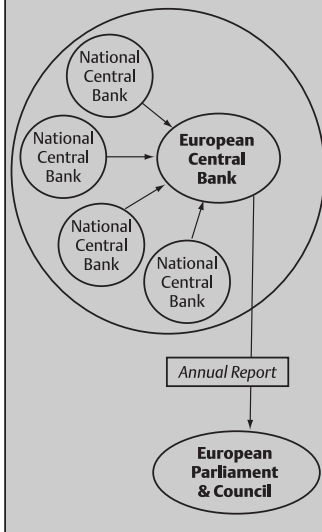 National
Central
Bank
National
Central
Bank
European
Central
Bank
National
Central
Bank
National
Central
Bank
Annual Report
European
Parliament
& Council